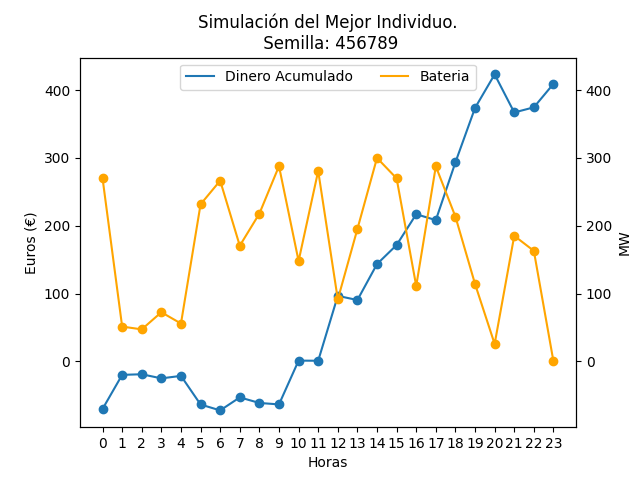 Simulación del Mejor Individuo.
Semilla: 456789
Dinero Acumulado
Bateria
400
300
200
100
0
Euros (€)
400
300
200
100
0
MW
0 1 2 3 4 5 6 7 8 9 10 11 12 13 14 15 16 17 18 19 20 21 22 23
Horas